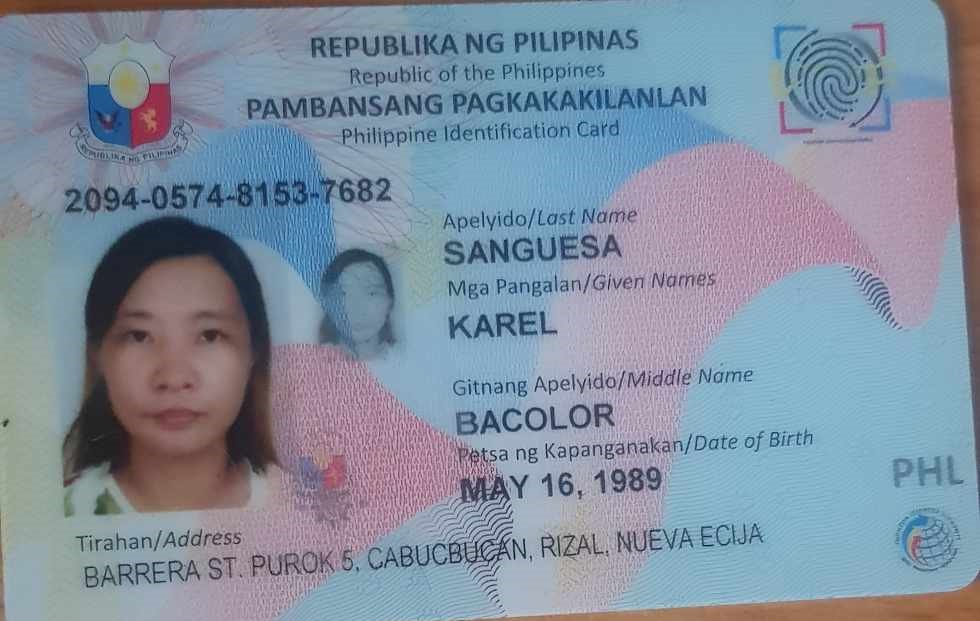 REPUBLIKA NG PILIPINAS
Republic of the Philippines
PAMBANSANG PAGKAKAKILANLAN
Philippine Identification Card
REPUBLIKA NG PILIPINAS
2094-0574-8153-7682
Apelyido/Last Name
SANGUESA
Mga Pangalan/Given Names
KAREL
Gitnang Apelyido/Middle Name
BACOLOR
Petsa ng Kapanganakan/Date of Birth
MAY 16, 1989
PHL
Tirahan/Address
BARRERA ST. PUROK 5, CABUCBUCAN, RIZAL, NUEVA ECIJA